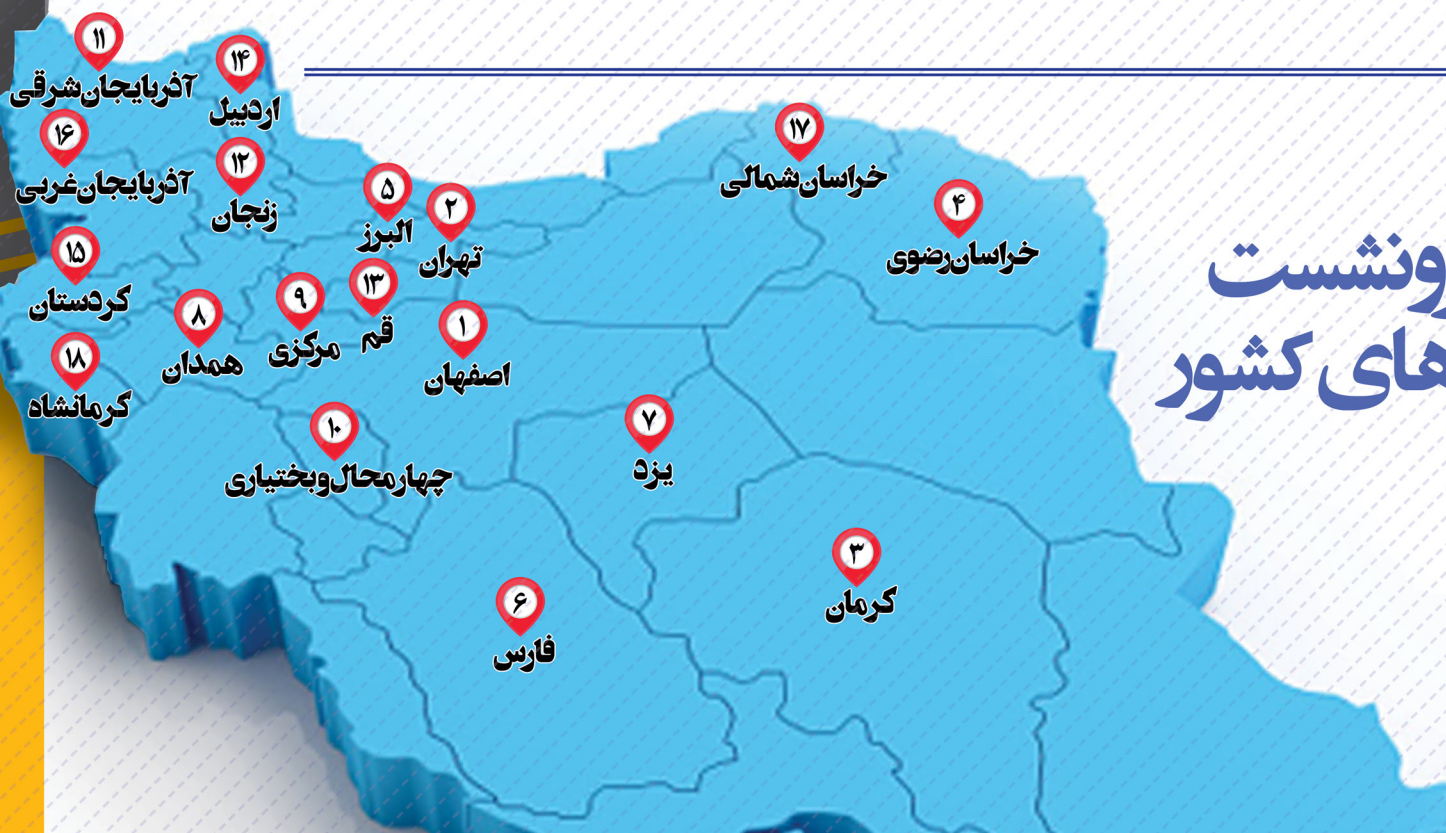 ونشست
های کشور
۱۱
آذربایجان‌شرقی
۱۴
اردبیل
۱۷
خراسان‌شمالی
۴
خراسان‌رضوی
۱۶
آذربایجان‌غربی
۱۲
زنجان
۵
البرز
۲
تهران
۱۵
کردستان
۸
همدان
۹
مرکزی
۱۳
قم
۱
اصفهان
۱۸
کرمانشاه
۱۰
چهارمحال‌وبختیاری
۷
یزد
۳
کرمان
۶
فارس